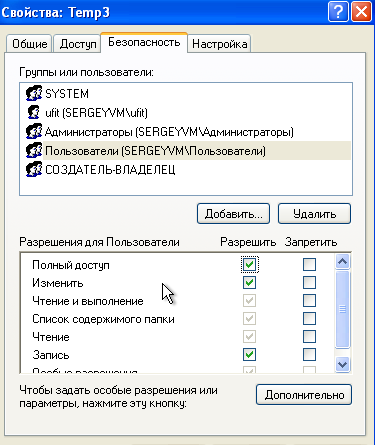 Свойства: Temp3
Общие Доступ Безопасность Настройка
Группы или пользователи:
SYSTEM
ufit (SERGEYVM\ufit)
Администраторы (SERGEYVM\Администраторы)
Пользователи (SERGEYVM\Пользователи)
СОЗДАТЕЛЬ-ВЛАДЕЛЕЦ
Добавить... Удалить
Разрешения для Пользователи Разрешить Запретить
Полный доступ
Изменить
Чтение и выполнение
Список содержимого папки
Чтение
Запись
Особые разрешения
Чтобы задать особые разрешения или
параметры, нажмите эту кнопку:
Дополнительно